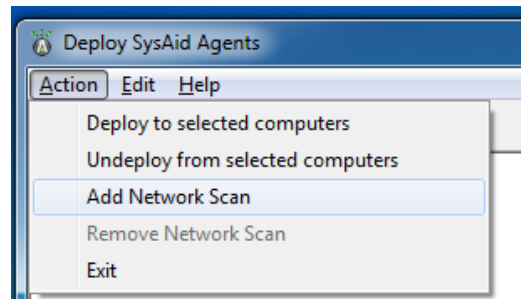 Deploy SysAid Agents
Action Edit Help
Deploy to selected computers
Undeploy from selected computers
Add Network Scan
Remove Network Scan
Exit